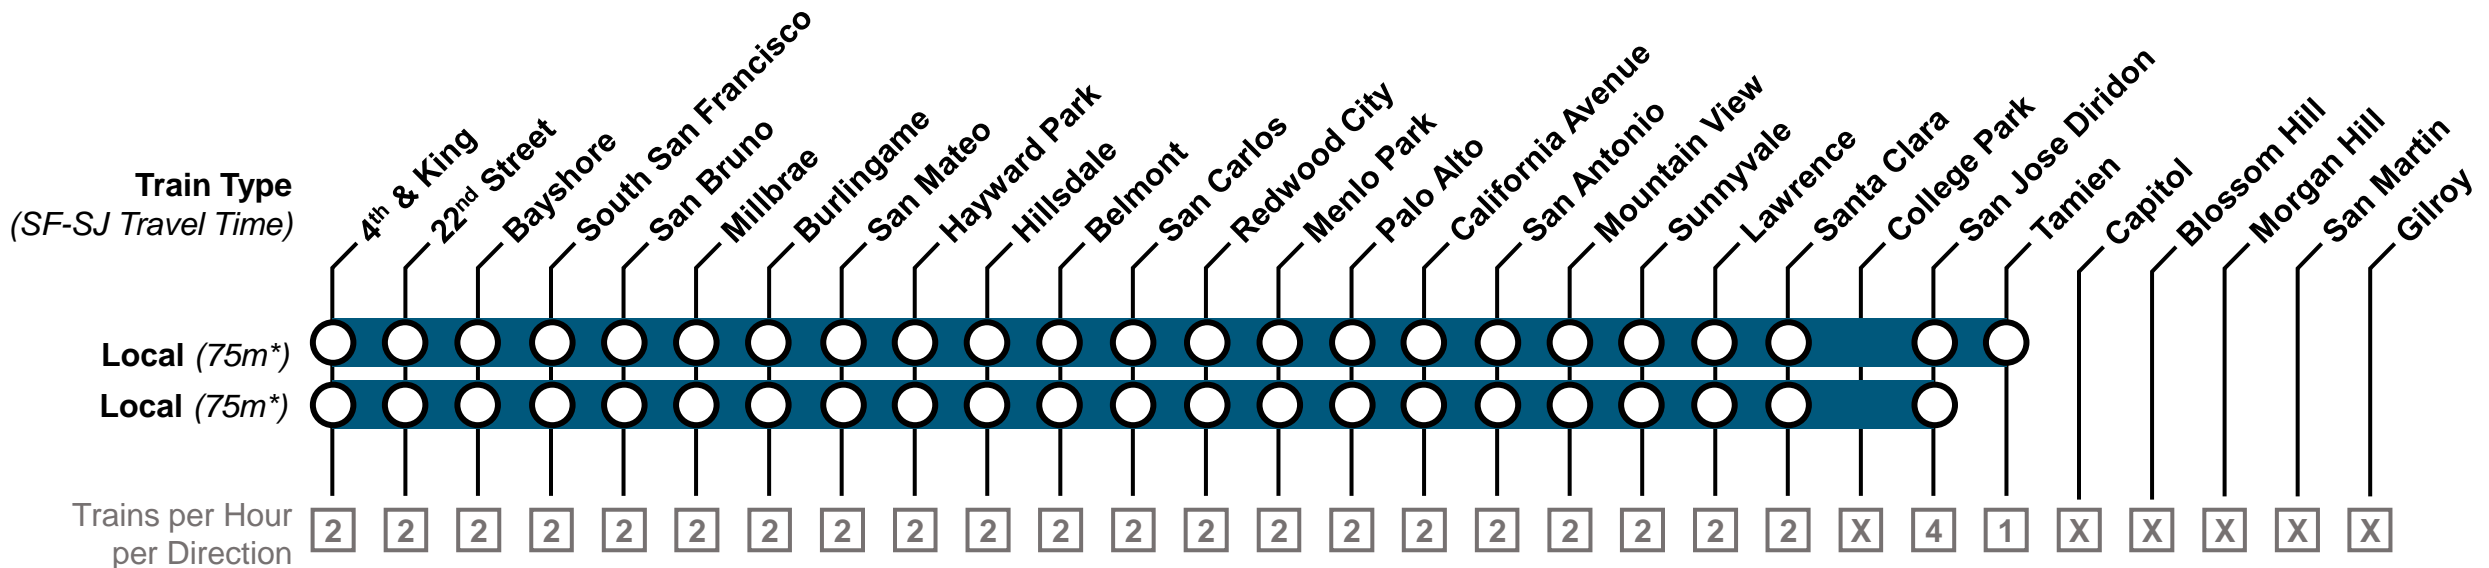 Train Type
(SF-SJ Travel Time)
4th & King
22nd Street
Bayshore
South San Francisco
San Bruno
Millbrae
Burlingame
San Mateo
Hayward Park
Hillsdale
Belmont
San Carlos
Redwood City
Menlo Park
Palo Alto
California Avenue
San Antonio
Mountain View
Sunnyvale
Lawrence
Santa Clara
College Park
San Jose Diridon
Tamien
Capitol
Blossom Hill
Morgan Hill
San Martin
Gilroy
Local (75m*)
Local (75m*)
Trains per Hour
per Direction
2 2 2 2 2 2 2 2 2 2 2 2 2 2 2 2 2 2 2 2 2 X 4 1 X X X X X